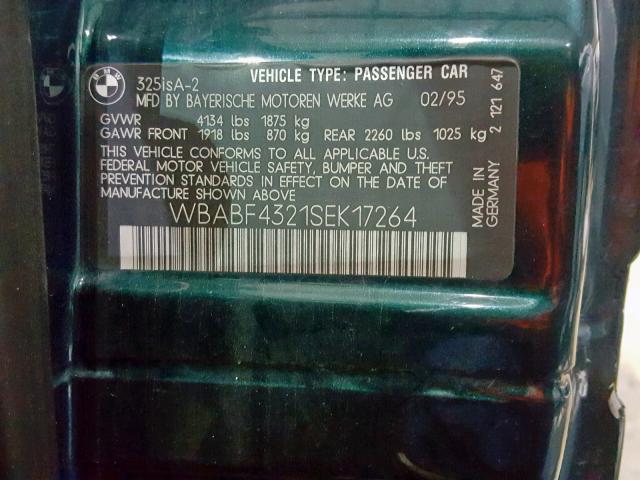 BMW
325isA-2
VEHICLE TYPE: PASSENGER CAR
MFD BY BAYERISCHE MOTOREN WERKE AG 02/95
GVWR 4134 lbs 1875 kg
GAWR FRONT 1918 lbs 870 kg REAR 2260 lbs 1025 kg
THIS VEHICLE CONFORMS TO ALL APPLICABLE U.S.
FEDERAL MOTOR VEHICLE SAFETY, BUMPER AND THEFT
PREVENTION STANDARDS IN EFFECT ON THE DATE OF
MANUFACTURE SHOWN ABOVE
WBABF4321SEK17264
MADE IN
GERMANY
2 121 647